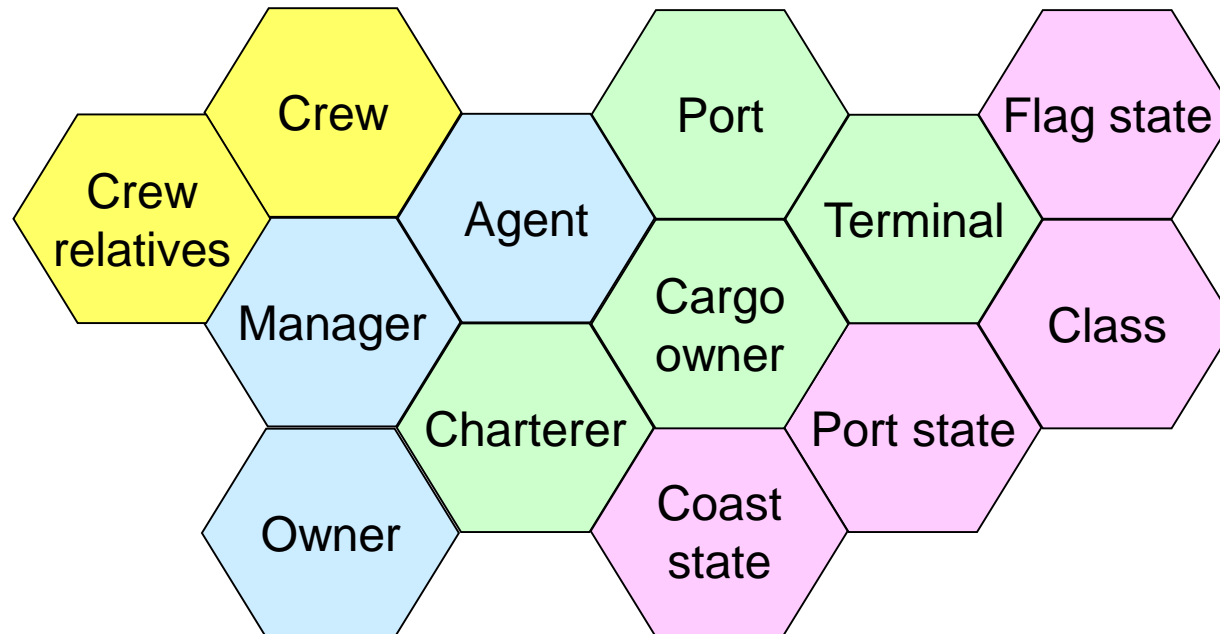 Crew
Port
Flag state
Crew
relatives
Agent
Terminal
Manager
Cargo
owner
Class
Charterer
Port state
Owner
Coast
state